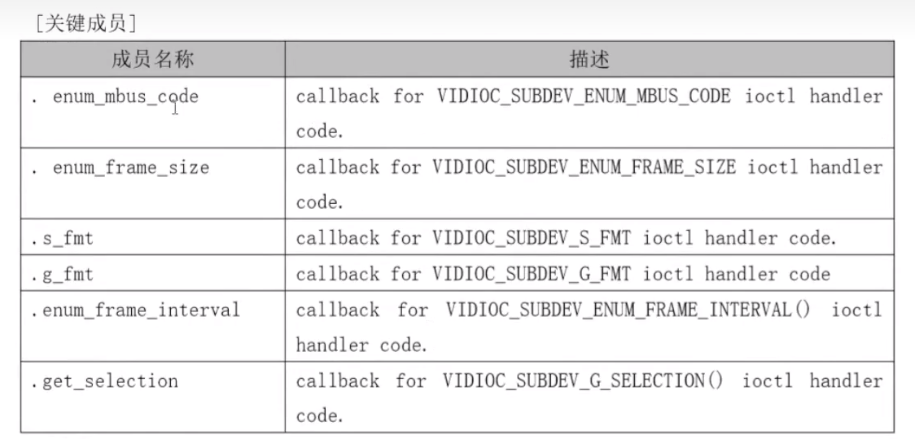 [关键成员]
成员名称 描述
. enum_mbus_code callback for VIDIOC_SUBDEV_ENUM_MBUS_CODE ioctl handler
code.
. enum_frame_size callback for VIDIOC_SUBDEV_ENUM_FRAME_SIZE ioctl handler
code.
.s_fmt callback for VIDIOC_SUBDEV_S_FMT ioctl handler code.
.g_fmt callback for VIDIOC_SUBDEV_G_FMT ioctl handler code
.enum_frame_interval callback for VIDIOC_SUBDEV_ENUM_FRAME_INTERVAL() ioctl
handler code.
.get_selection callback for VIDIOC_SUBDEV_G_SELECTION() ioctl handler
code.